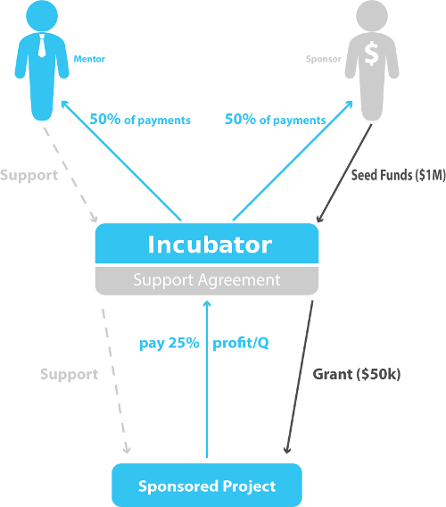 Mentor
Sponsor
$
50% of payments
50% of payments
Support
Seed Funds ($1M)
Incubator
Support Agreement
pay 25% profit/Q
Support
Grant ($50k)
Sponsored Project